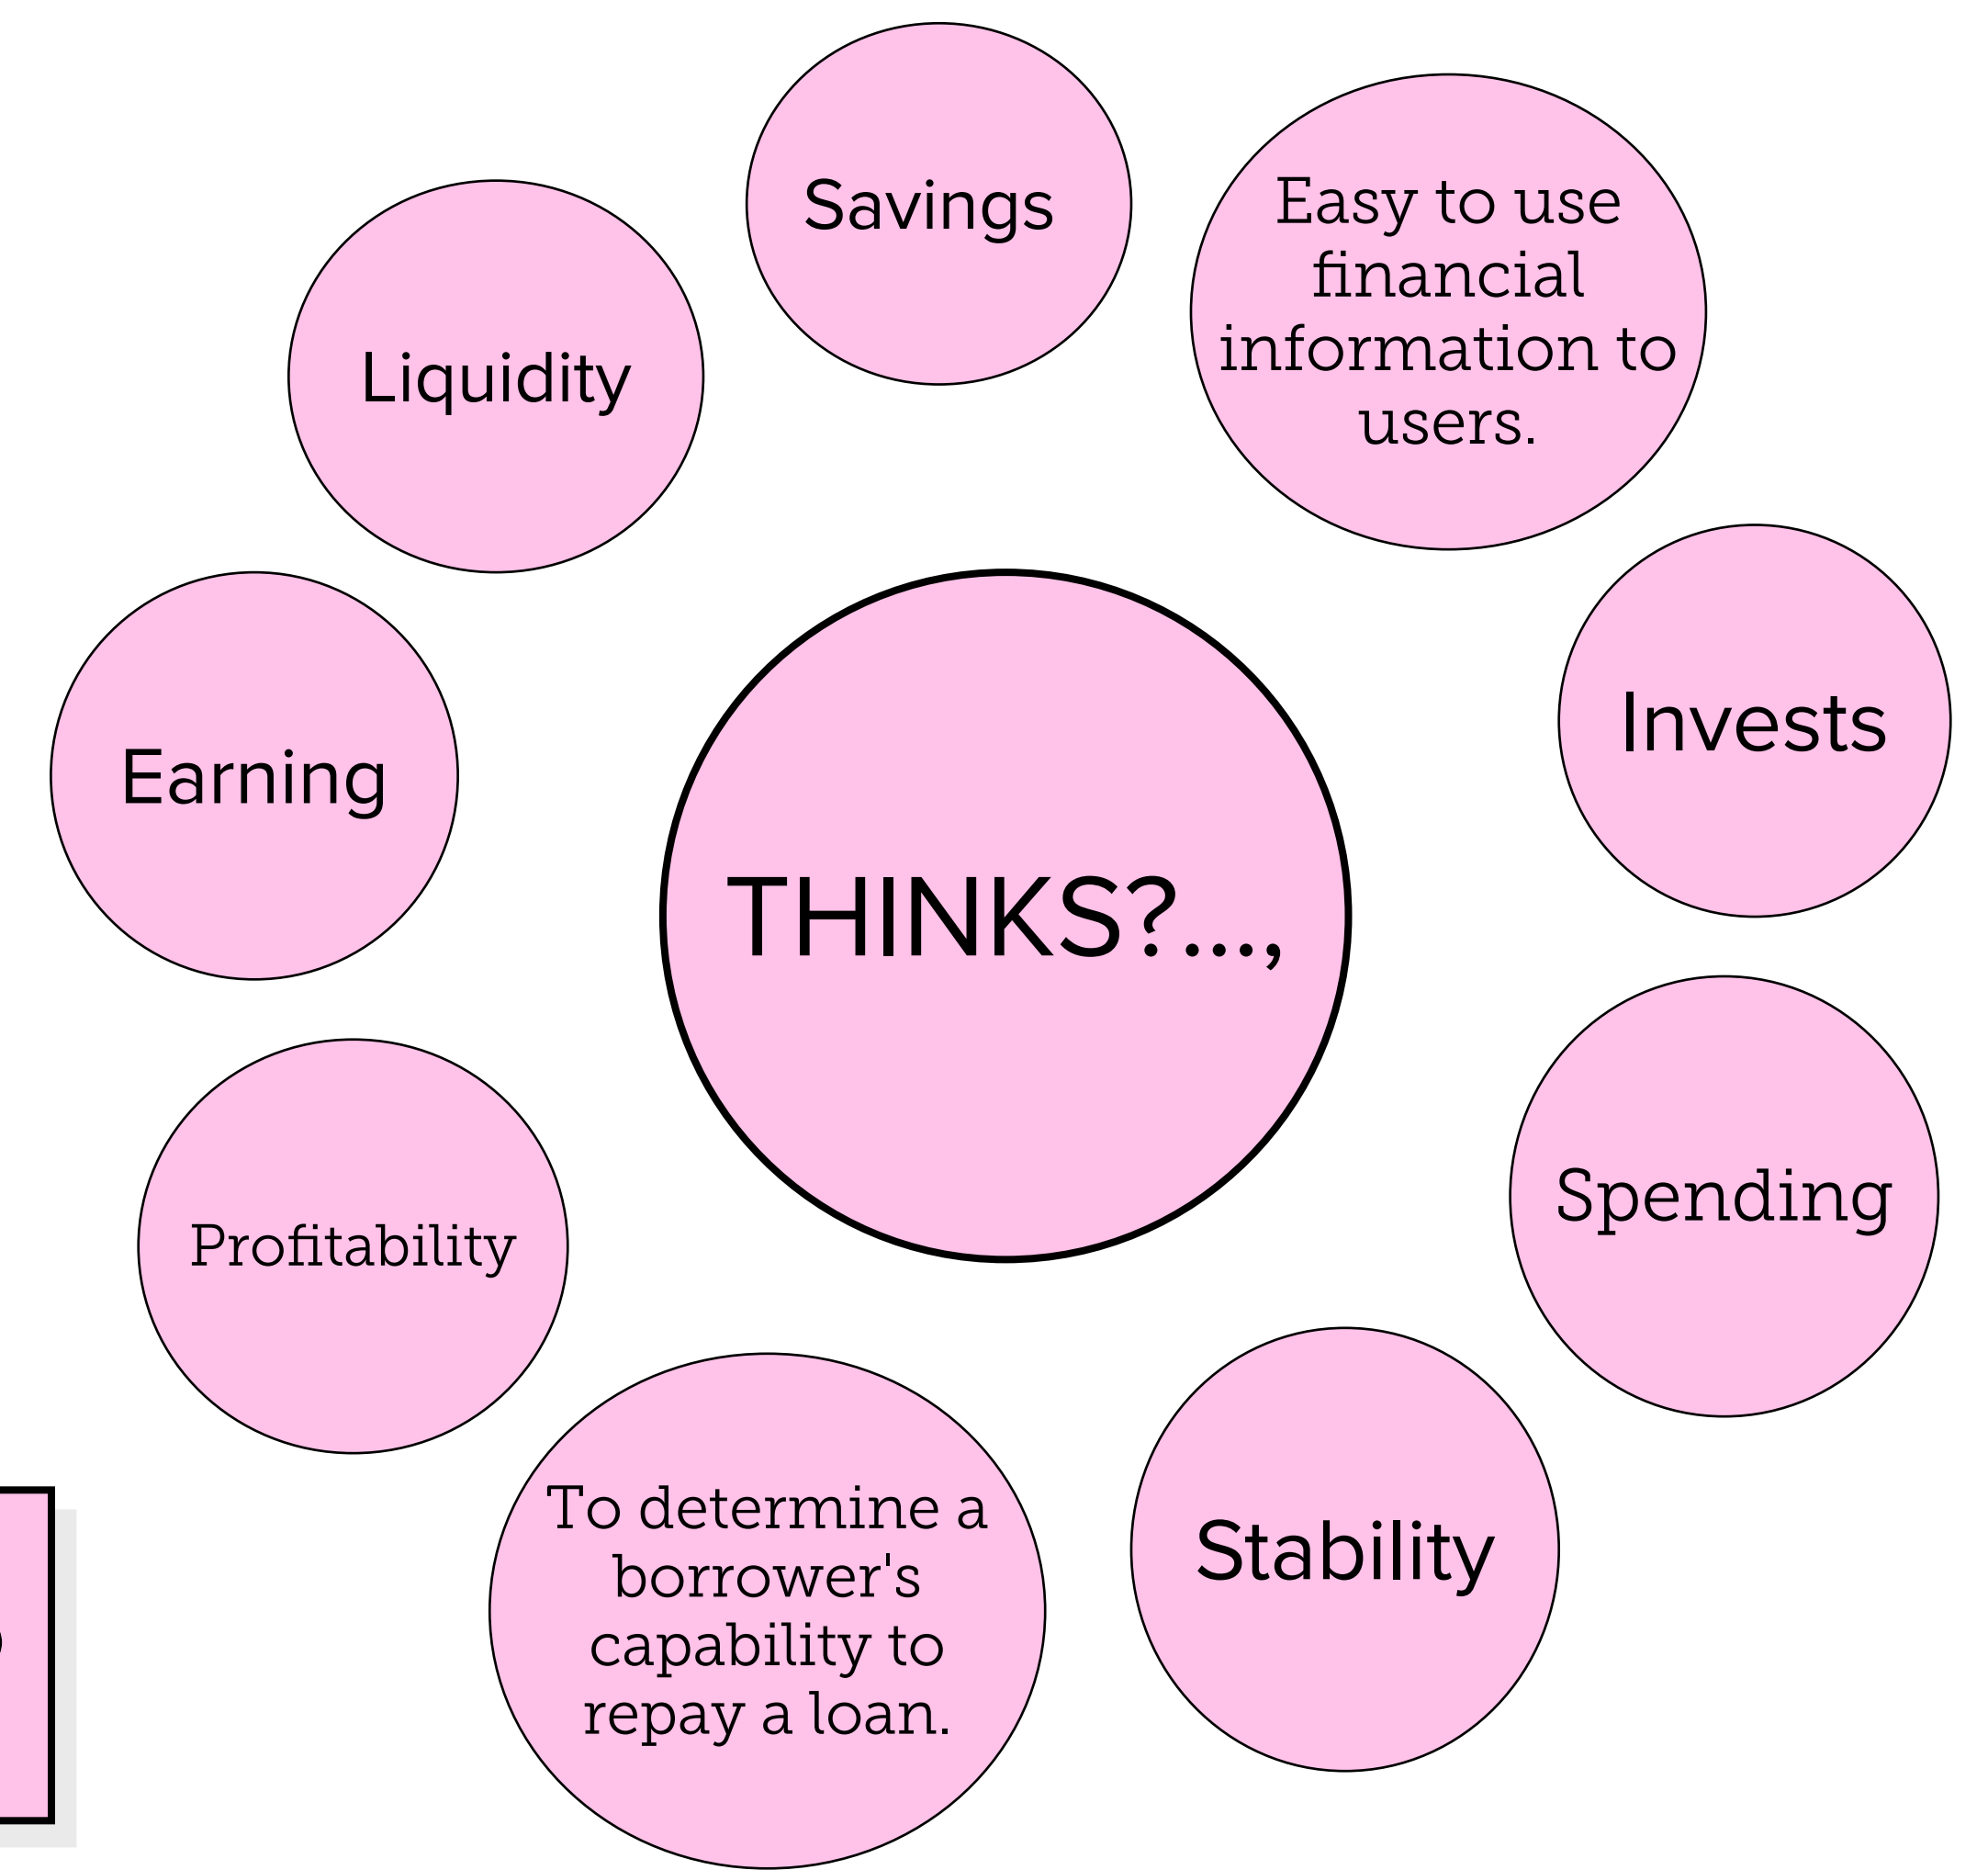 Savings
Easy to use
financial
information to
users.
Liquidity
Invests
Earning
THINKS?...,
Spending
Profitability
To determine a
borrower's
capability to
repay a loan.
Stability